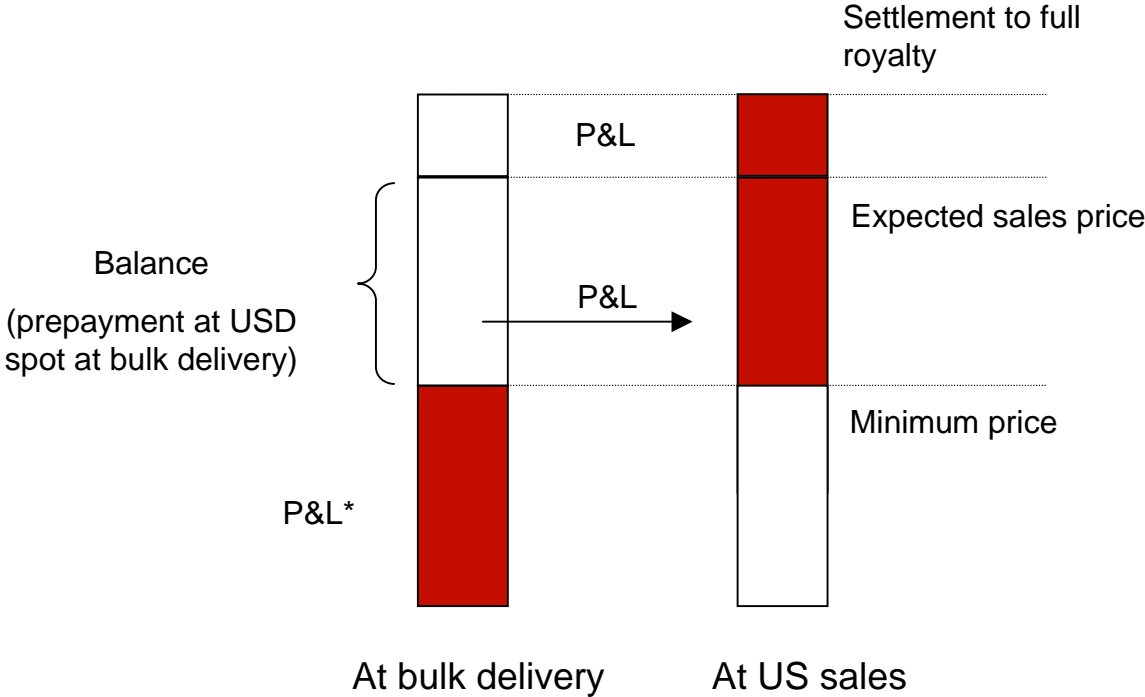 Settlement to full
royalty
P&L
Expected sales price
Balance
(prepayment at USD
spot at bulk delivery)
P&L
Minimum price
P&L*
At bulk delivery
At US sales